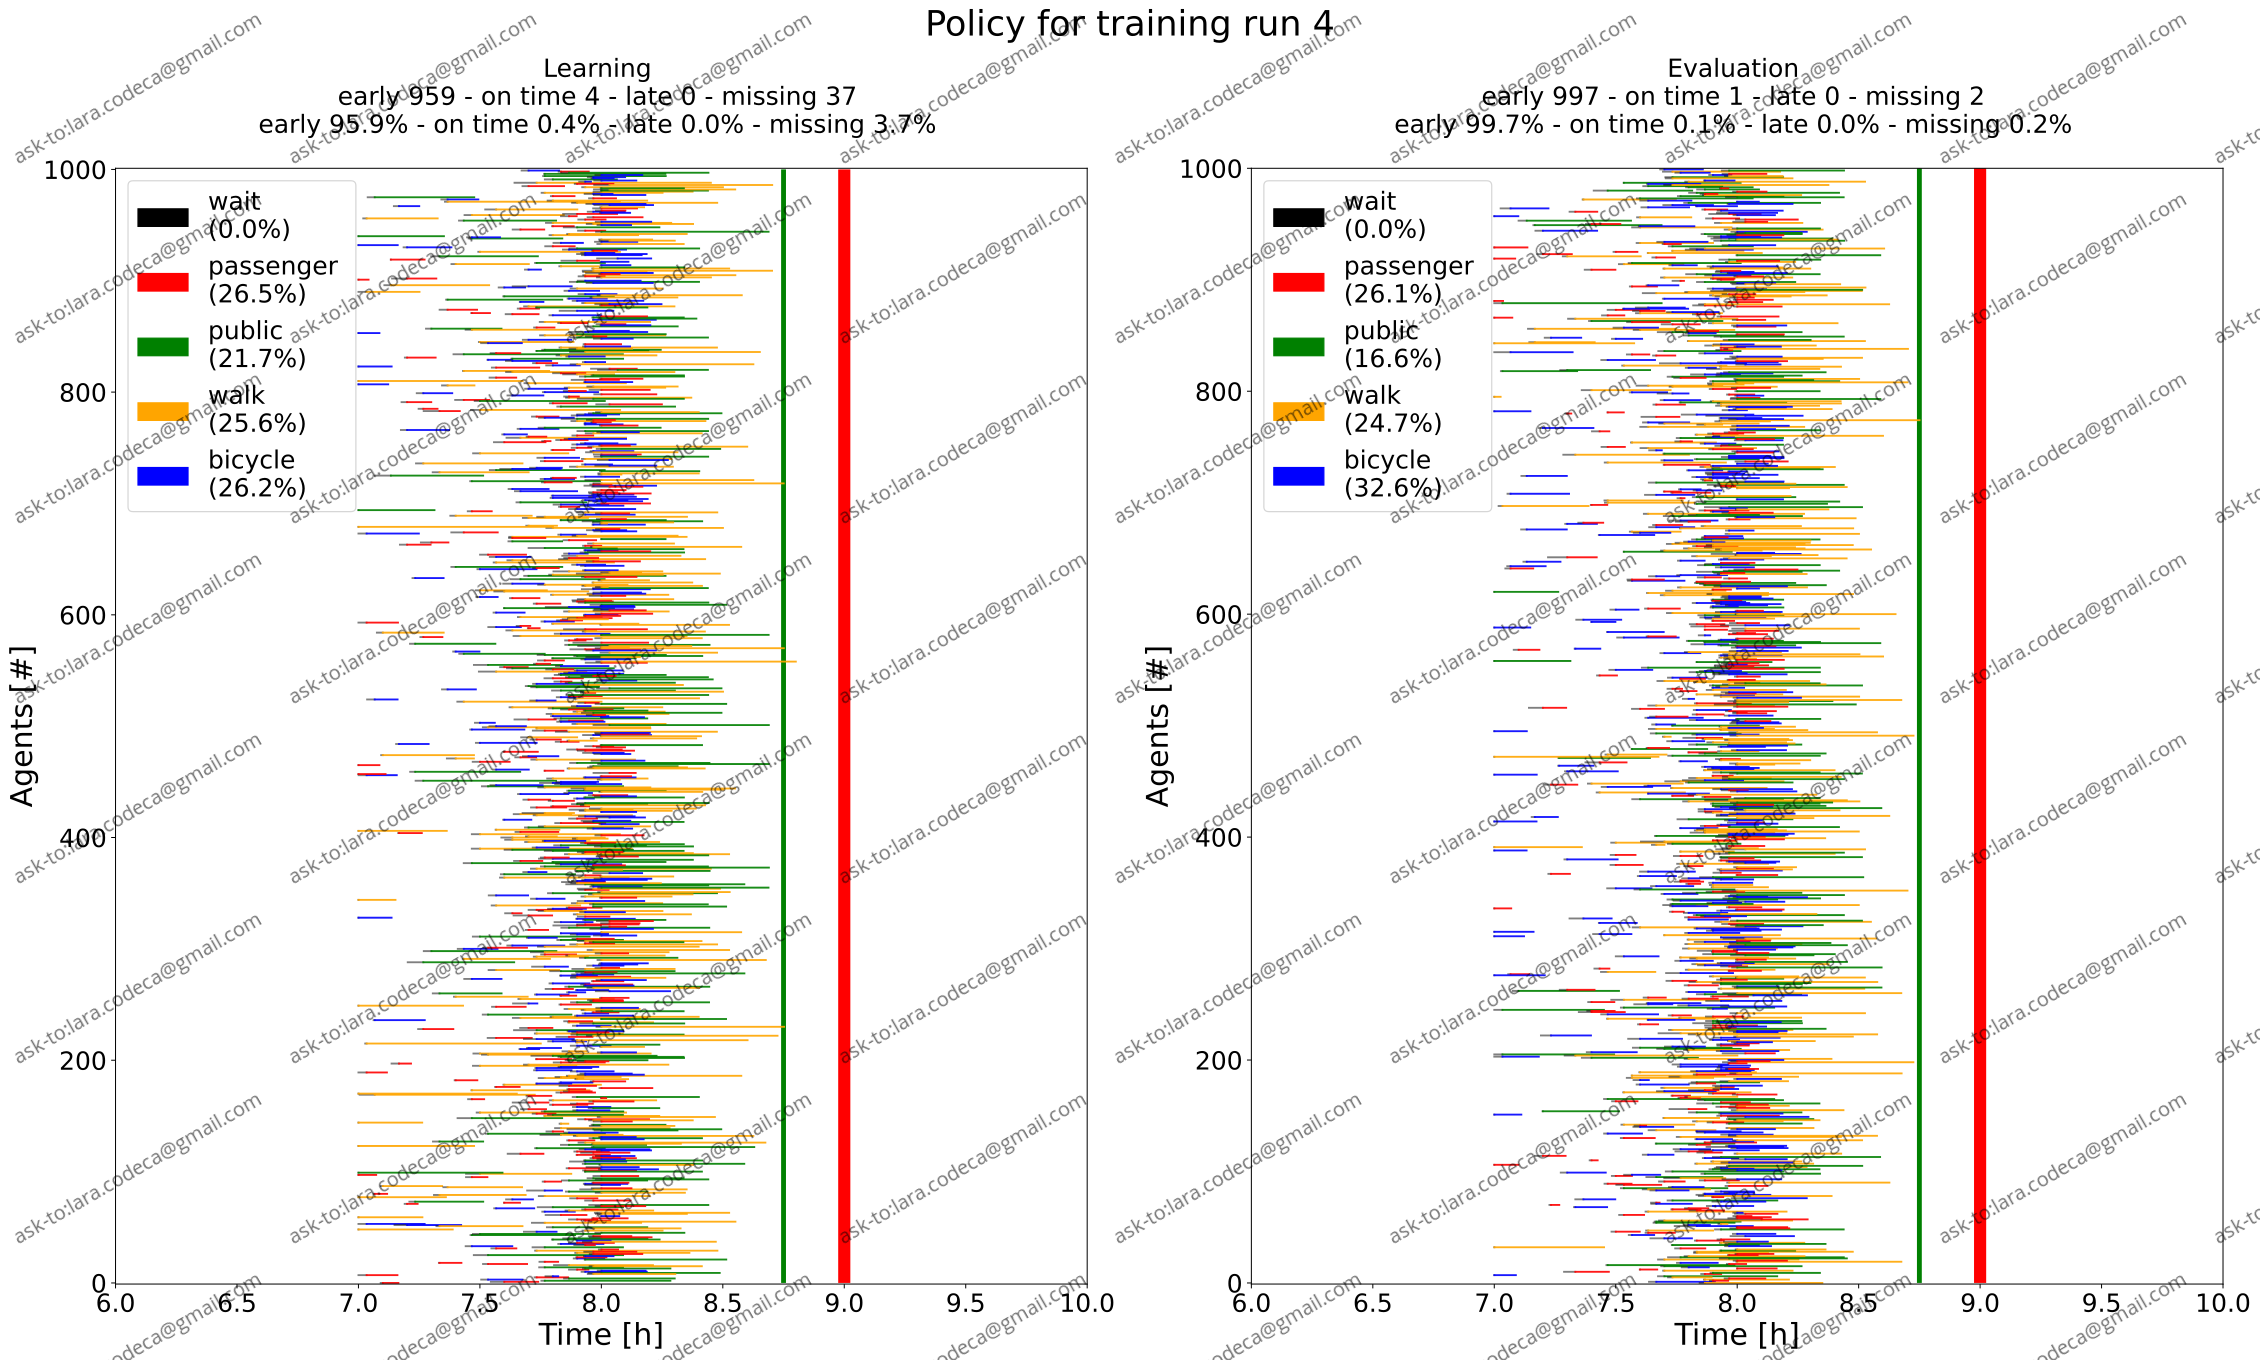 Policy for training run 4
Learning
early 959 - on time 4 - late 0 - missing 37
early 95.9% - on time 0.4% - late 0.0% - missing 3.7%
Agents [#]
1000
800
600
400
200
0
wait
(0.0%)
passenger
(26.5%)
public
(21.7%)
walk
(25.6%)
bicycle
(26.2%)
6.0 6.5 7.0 7.5 8.0 8.5 9.0 9.5 10.0
Time [h]
Evaluation
early 997 - on time 1 - late 0 - missing 2
early 99.7% - on time 0.1% - late 0.0% - missing 0.2%
Agents [#]
1000
800
600
400
200
0
wait
(0.0%)
passenger
(26.1%)
public
(16.6%)
walk
(24.7%)
bicycle
(32.6%)
6.0 6.5 7.0 7.5 8.0 8.5 9.0 9.5 10.0
Time [h]
ask-to:lara.codeca@gmail.com